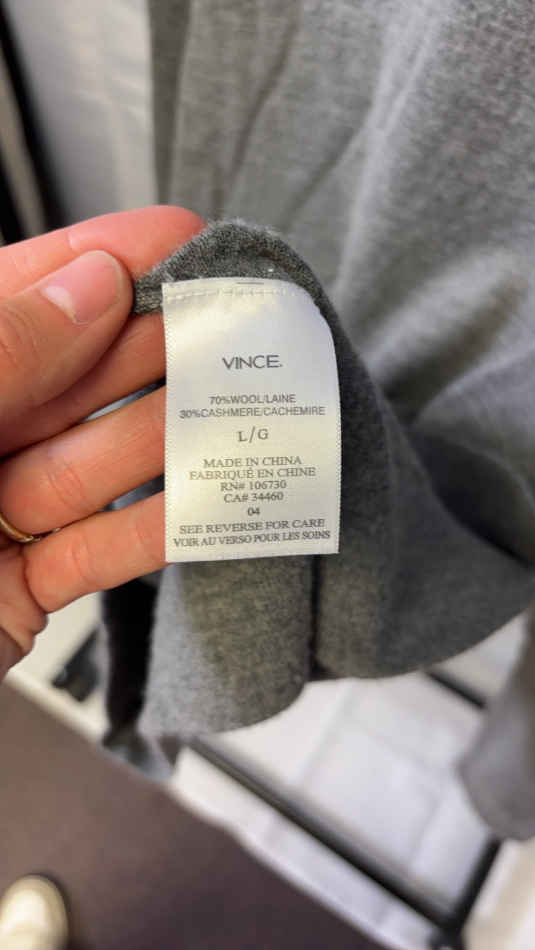 VINCE.
70%WOOL/LAINE
30%CASHMERE/CACHEMIRE
L/G
MADE IN CHINA
FABRIQUÉ EN CHINE
RN# 106730
CA# 34460
04
SEE REVERSE FOR CARE
VOIR AU VERSO POUR LES SOINS